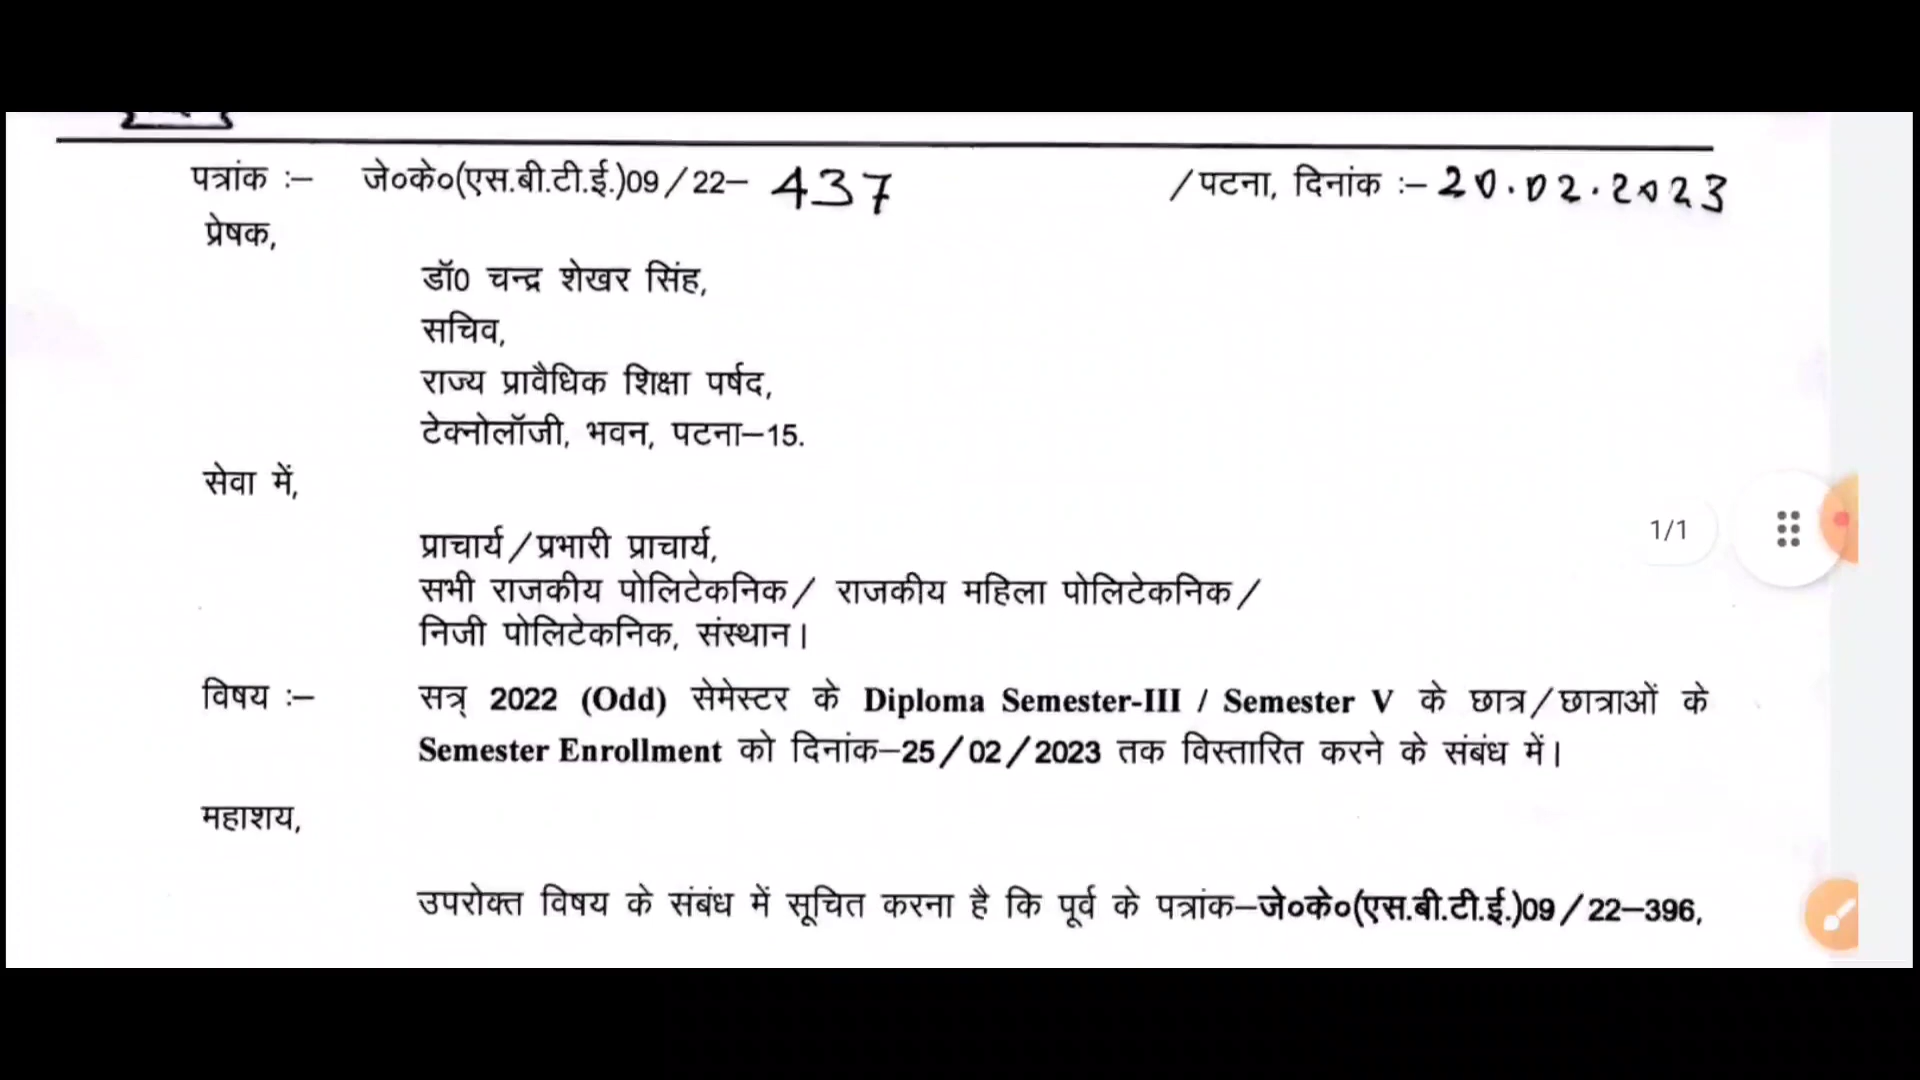 पत्रांक :– जे०के०(एस.बी.टी.ई.)09/22– 437 /पटना, दिनांक :– 20.02.2023
प्रेषक,
डॉ0 चन्द्र शेखर सिंह,
सचिव,
राज्य प्रावैधिक शिक्षा पर्षद,
टेक्नोलॉजी, भवन, पटना–15.
सेवा में,
प्राचार्य/प्रभारी प्राचार्य,
सभी राजकीय पोलिटेकनिक/ राजकीय महिला पोलिटेकनिक/
निजी पोलिटेकनिक, संस्थान।
1/1
विषय :– सत्र् 2022 (Odd) सेमेस्टर के Diploma Semester-III / Semester V के छात्र/छात्राओं के
Semester Enrollment को दिनांक–25/02/2023 तक विस्तारित करने के संबंध में।
महाशय,
उपरोक्त विषय के संबंध में सूचित करना है कि पूर्व के पत्रांक–जे०के०(एस.बी.टी.ई.)09/22–396,